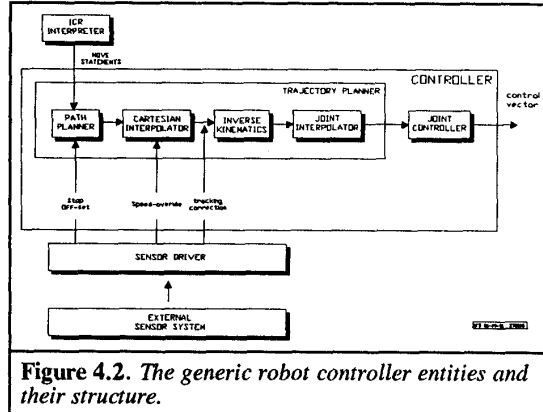 ICR
INTERPRETER
MOVE
STATEMENTS
CONTROLLER
TRAJECTORY PLANNER
control
vector
PATH
PLANNER
CARTESIAN
INTERPOLATOR
INVERSE
KINEMATICS
JOINT
INTERPOLATOR
JOINT
CONTROLLER
Stop
OFF-set
Speed-override
tracking
connection
SENSOR DRIVER
EXTERNAL
SENSOR SYSTEM
Figure 4.2. The generic robot controller entities and
their structure.